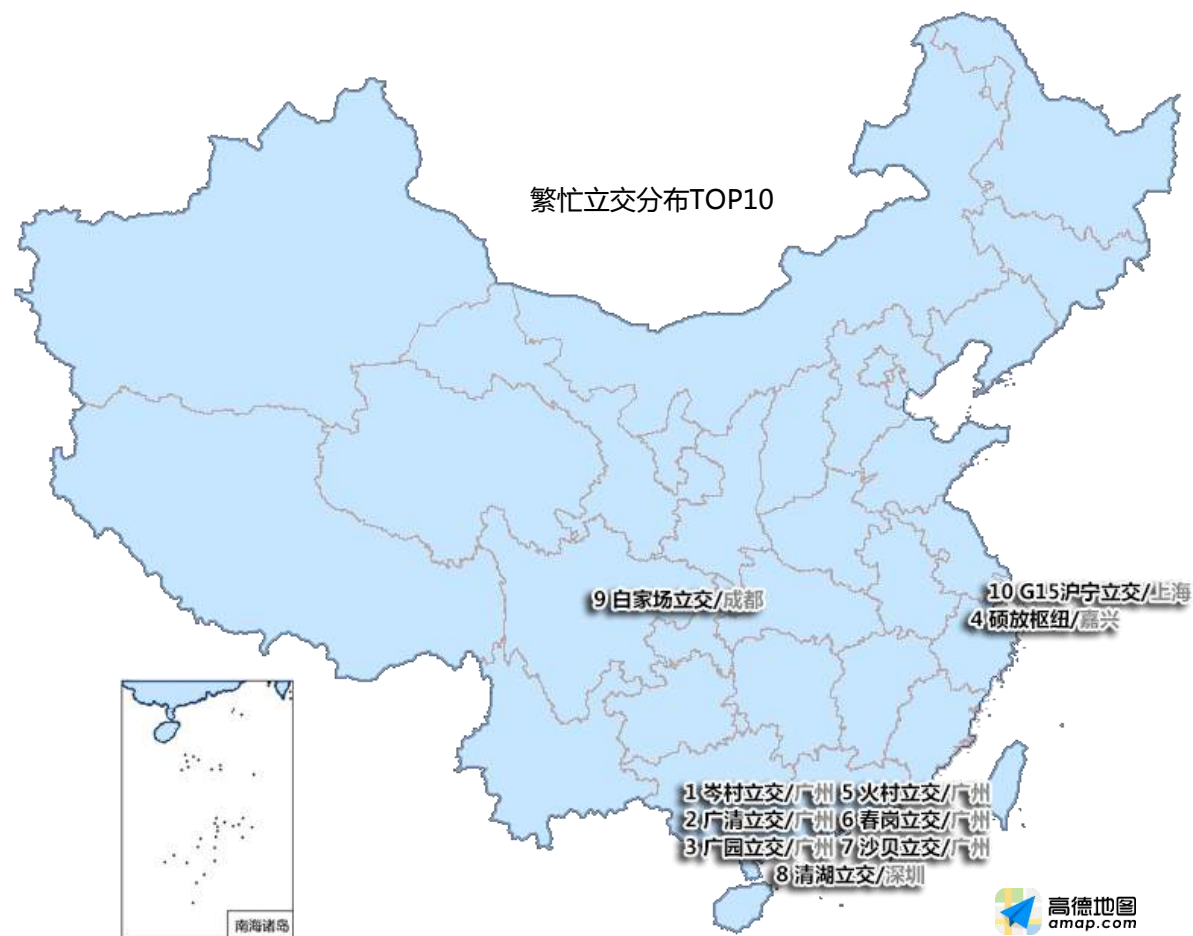 繁忙立交分布TOP10
9 白家场立交/成都
10 G15沪宁立交/上海
4 硕放枢纽/嘉兴
1 岑村立交/广州 5 火村立交/广州
2 广清立交/广州 6 春岗立交/广州
3 广园立交/广州 7 沙贝立交/广州
8 清湖立交/深圳
南海诸岛
高德地图
amap.com